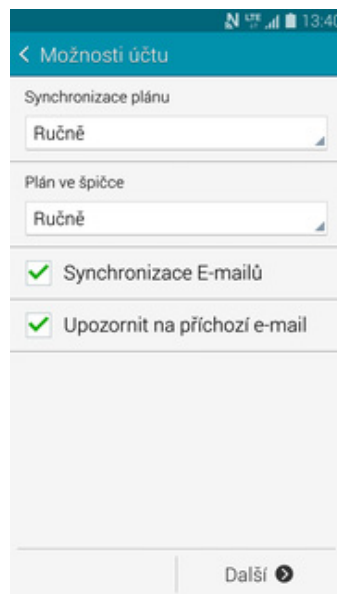 13:40
Možnosti účtu
Synchronizace plánu
Ručně
Plán ve špičce
Ručně
Synchronizace E-mailů
Upozornit na příchozí e-mail
Další